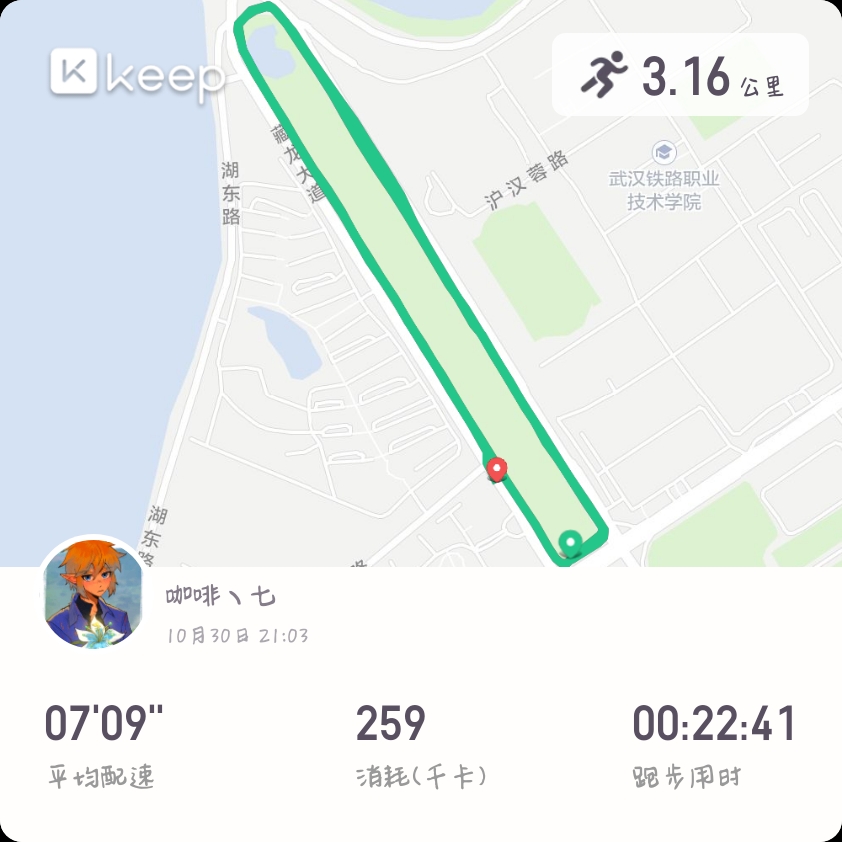 keep
3.16 公里
藏龙大道
湖东路
沪汉蓉路
武汉铁路职业
技术学院
湖东路
咖啡丶七
10月30日 21:03
07'09"
259
00:22:41
平均配速
消耗(千卡)
跑步用时